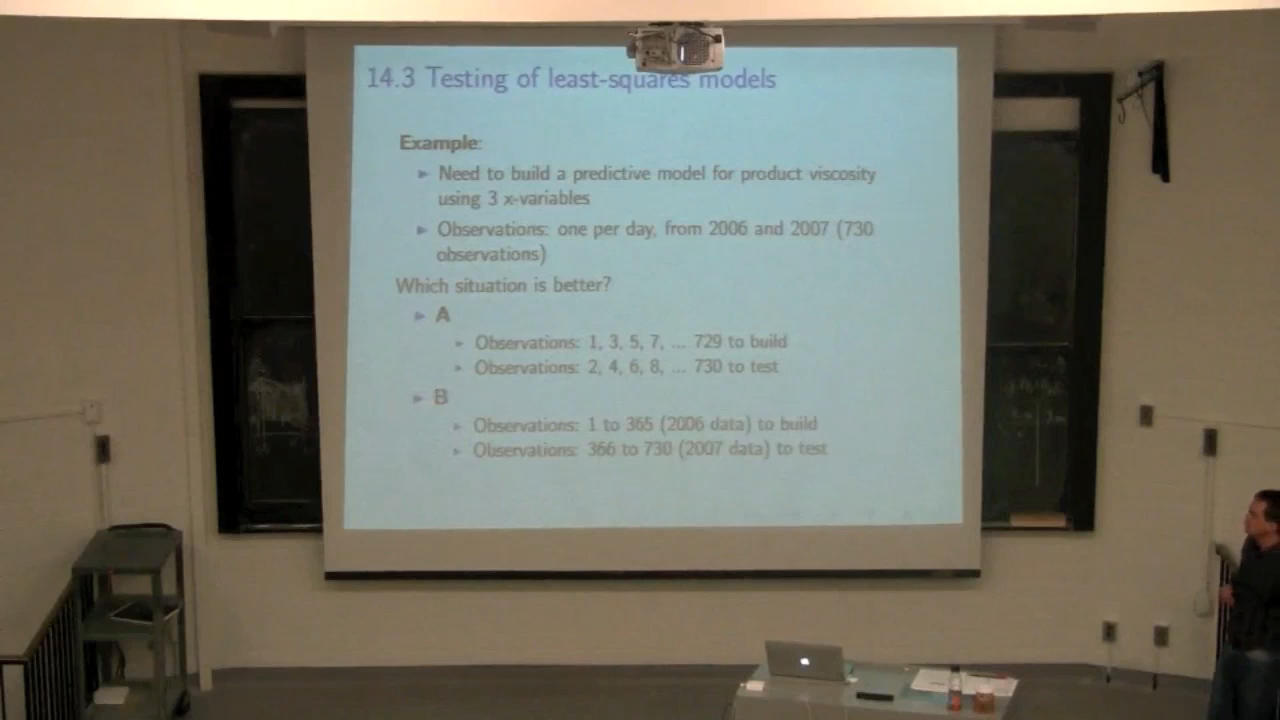 14.3 Testing of least-squares models
Example:
Need to build a predictive model for product viscosity
using 3 x-variables
Observations: one per day, from 2006 and 2007 (730
observations)
Which situation is better?
A
Observations: 1, 3, 5, 7, ... 729 to build
Observations: 2, 4, 6, 8, ... 730 to test
B
Observations: 1 to 365 (2006 data) to build
Observations: 366 to 730 (2007 data) to test